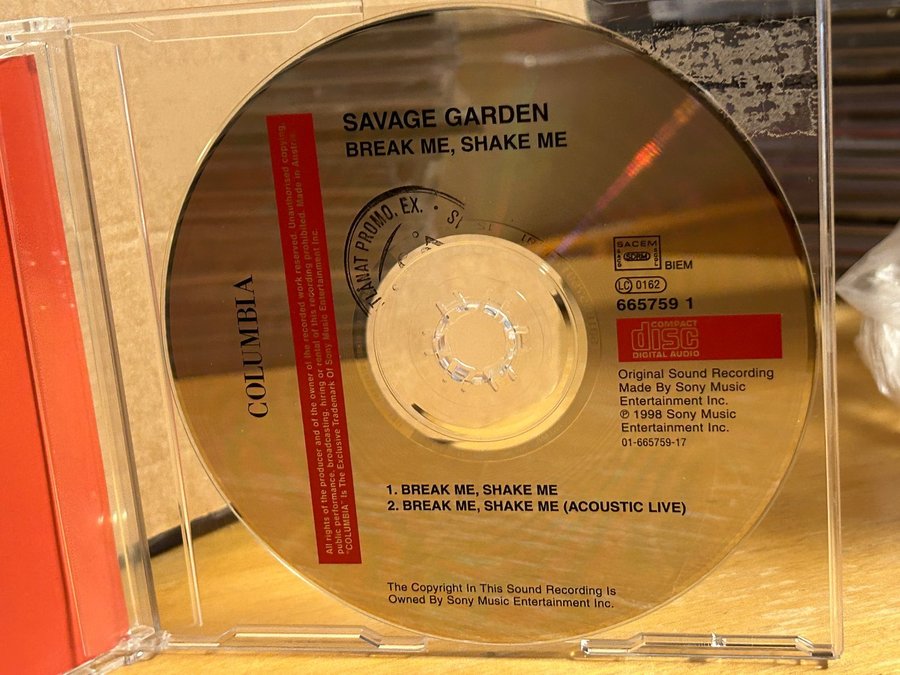 SAVAGE GARDEN
BREAK ME, SHAKE ME
LANAT PROMO. EX. •
COLUMBIA
All rights of the producer and of the owner of the recorded work reserved. Unauthorised copying,
public performance, broadcasting, hiring or rental of this recording prohibited. Made in Austria.
"COLUMBIA" Is The Exclusive Trademark Of Sony Music Entertainment Inc.
SACEM
SDRM
BIEM
LC 0162
665759 1
COMPACT
disc
DIGITAL AUDIO
Original Sound Recording
Made By Sony Music
Entertainment Inc.
℗ 1998 Sony Music
Entertainment Inc.
01-665759-17
1. BREAK ME, SHAKE ME
2. BREAK ME, SHAKE ME (ACOUSTIC LIVE)
The Copyright In This Sound Recording Is
Owned By Sony Music Entertainment Inc.